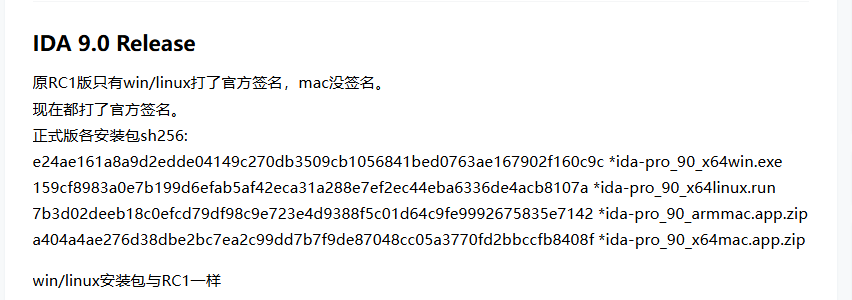 IDA 9.0 Release
原RC1版只有win/linux打了官方签名，mac没签名。
现在都打了官方签名。
正式版各安装包sh256:
e24ae161a8a9d2edde04149c270db3509cb1056841bed0763ae167902f160c9c *ida-pro_90_x64win.exe
159cf8983a0e7b199d6efab5af42eca31a288e7ef2ec44eba6336de4acb8107a *ida-pro_90_x64linux.run
7b3d02deeb18c0efcd79df98c9e723e4d9388f5c01d64c9fe9992675835e7142 *ida-pro_90_armmac.app.zip
a404a4ae276d38dbe2bc7ea2c99dd7b7f9de87048cc05a3770fd2bbccfb8408f *ida-pro_90_x64mac.app.zip
win/linux安装包与RC1一样